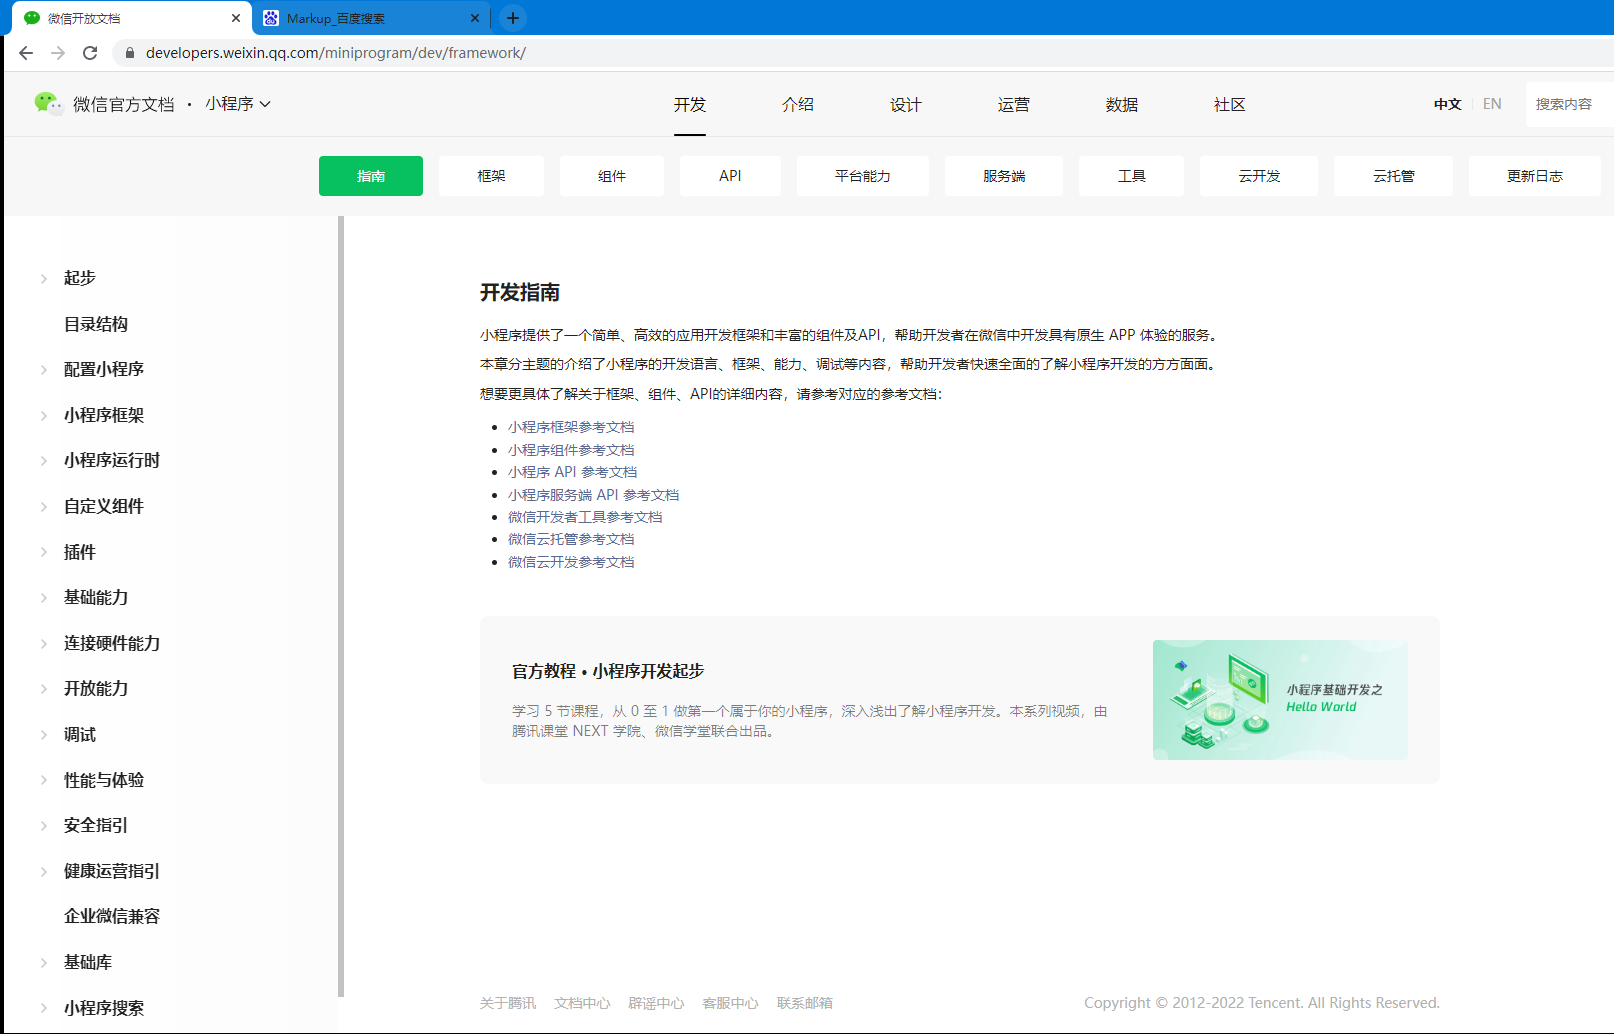 微信开放文档
Markup_百度搜索
developers.weixin.qq.com/miniprogram/dev/framework/
微信官方文档 · 小程序
开发 介绍 设计 运营 数据 社区
中文 EN 搜索内容
指南 框架 组件 API 平台能力 服务端 工具 云开发 云托管 更新日志
起步
目录结构
配置小程序
小程序框架
小程序运行时
自定义组件
插件
基础能力
连接硬件能力
开放能力
调试
性能与体验
安全指引
健康运营指引
企业微信兼容
基础库
小程序搜索
开发指南
小程序提供了一个简单、高效的应用开发框架和丰富的组件及API，帮助开发者在微信中开发具有原生 APP 体验的服务。
本章分主题的介绍了小程序的开发语言、框架、能力、调试等内容，帮助开发者快速全面的了解小程序开发的方方面面。
想要更具体了解关于框架、组件、API的详细内容，请参考对应的参考文档：
小程序框架参考文档
小程序组件参考文档
小程序 API 参考文档
小程序服务端 API 参考文档
微信开发者工具参考文档
微信云托管参考文档
微信云开发参考文档
官方教程 • 小程序开发起步
学习 5 节课程，从 0 至 1 做第一个属于你的小程序，深入浅出了解小程序开发。本系列视频，由
腾讯课堂 NEXT 学院、微信学堂联合出品。
小程序基础开发之
Hello World
关于腾讯 文档中心 辟谣中心 客服中心 联系邮箱
Copyright © 2012-2022 Tencent. All Rights Reserved.